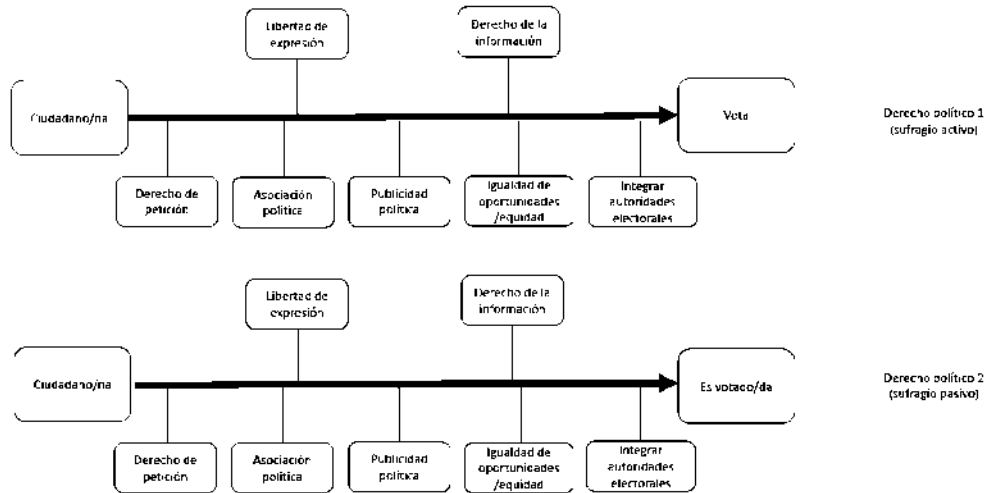 Libertad de
expresión
Derecho de la
información
Ciudadano/na
Vota
Derecho político 1
(sufragio activo)
Derecho de
petición
Asociación
política
Publicidad
política
Igualdad de
oportunidades
/equidad
Integrar
autoridades
electorales
Libertad de
expresión
Derecho de la
información
Ciudadano/na
Es votado/da
Derecho político 2
(sufragio pasivo)
Derecho de
petición
Asociación
política
Publicidad
política
Igualdad de
oportunidades
/equidad
Integrar
autoridades
electorales